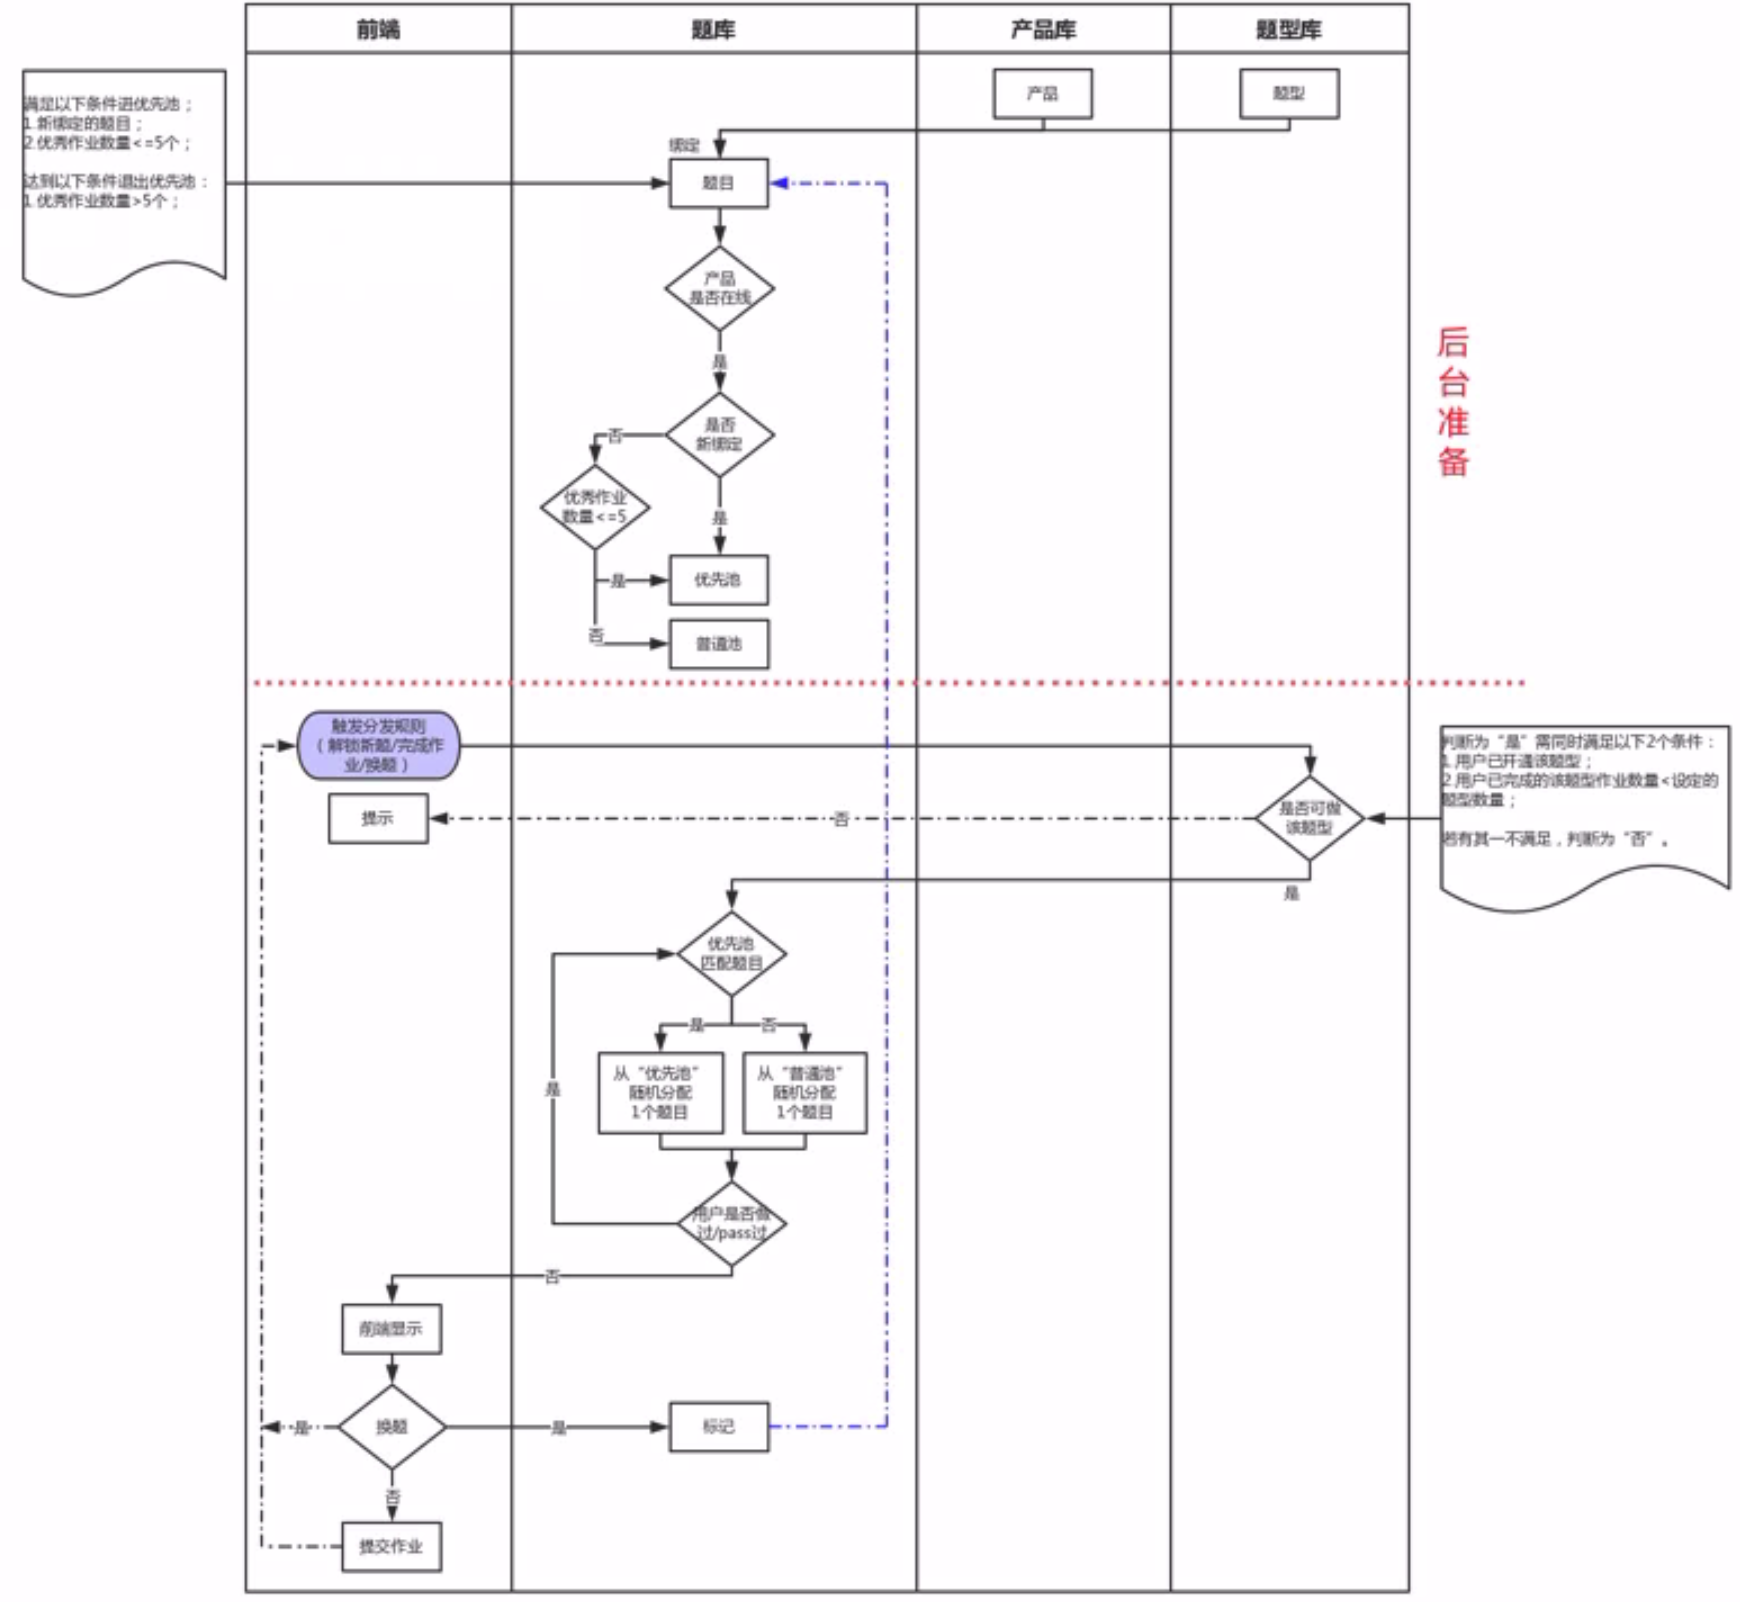 前端
题库
产品库
题型库
满足以下条件进优先池；
1.新绑定的题目；
2.优秀作业数量<=5个；
达到以下条件退出优先池：
1.优秀作业数量>5个；
产品
题型
绑定
题目
产品
是否在线
是
是否
新绑定
否
优秀作业
数量<=5
是
是
优先池
否
普通池
后
台
准
备
触发分发规则
（解锁新题/完成作
业/换题）
判断为“是”需同时满足以下2个条件：
1.用户已开通该题型；
2.用户已完成的该题型作业数量<设定的
题型数量；
若有其一不满足，判断为“否”。
提示
否
是否可做
该题型
是
优先池
匹配题目
是
否
从“优先池”
随机分配
1个题目
从“普通池”
随机分配
1个题目
是
用户是否做
过/pass过
否
前端显示
是
换题
是
标记
否
提交作业